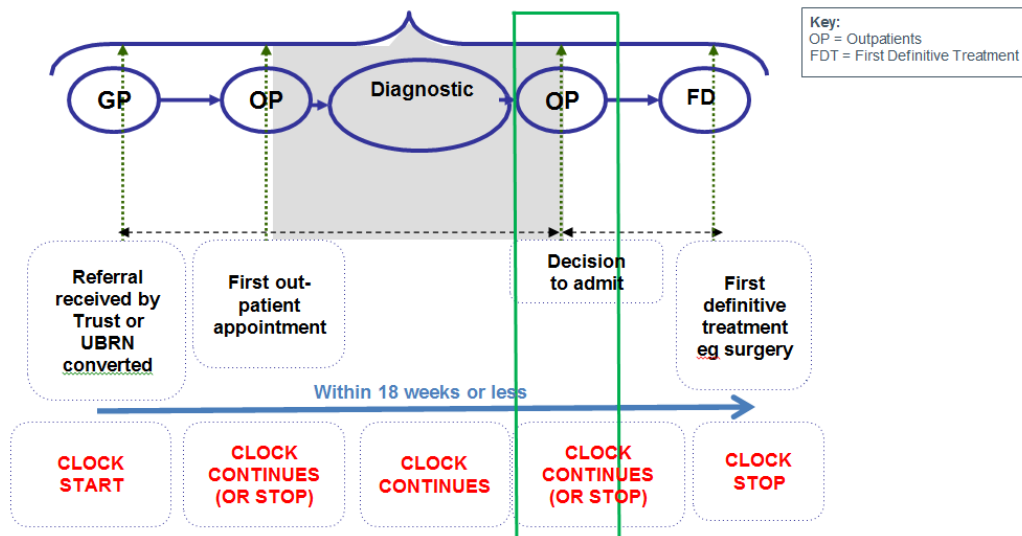 Key:
OP = Outpatients
FDT = First Definitive Treatment
GP
OP
Diagnostic
OP
FD
Referral
received by
Trust or
UBRN
converted
First out-
patient
appointment
Decision
to admit
First
definitive
treatment
eg surgery
Within 18 weeks or less
CLOCK
START
CLOCK
CONTINUES
(OR STOP)
CLOCK
CONTINUES
CLOCK
CONTINUES
(OR STOP)
CLOCK
STOP